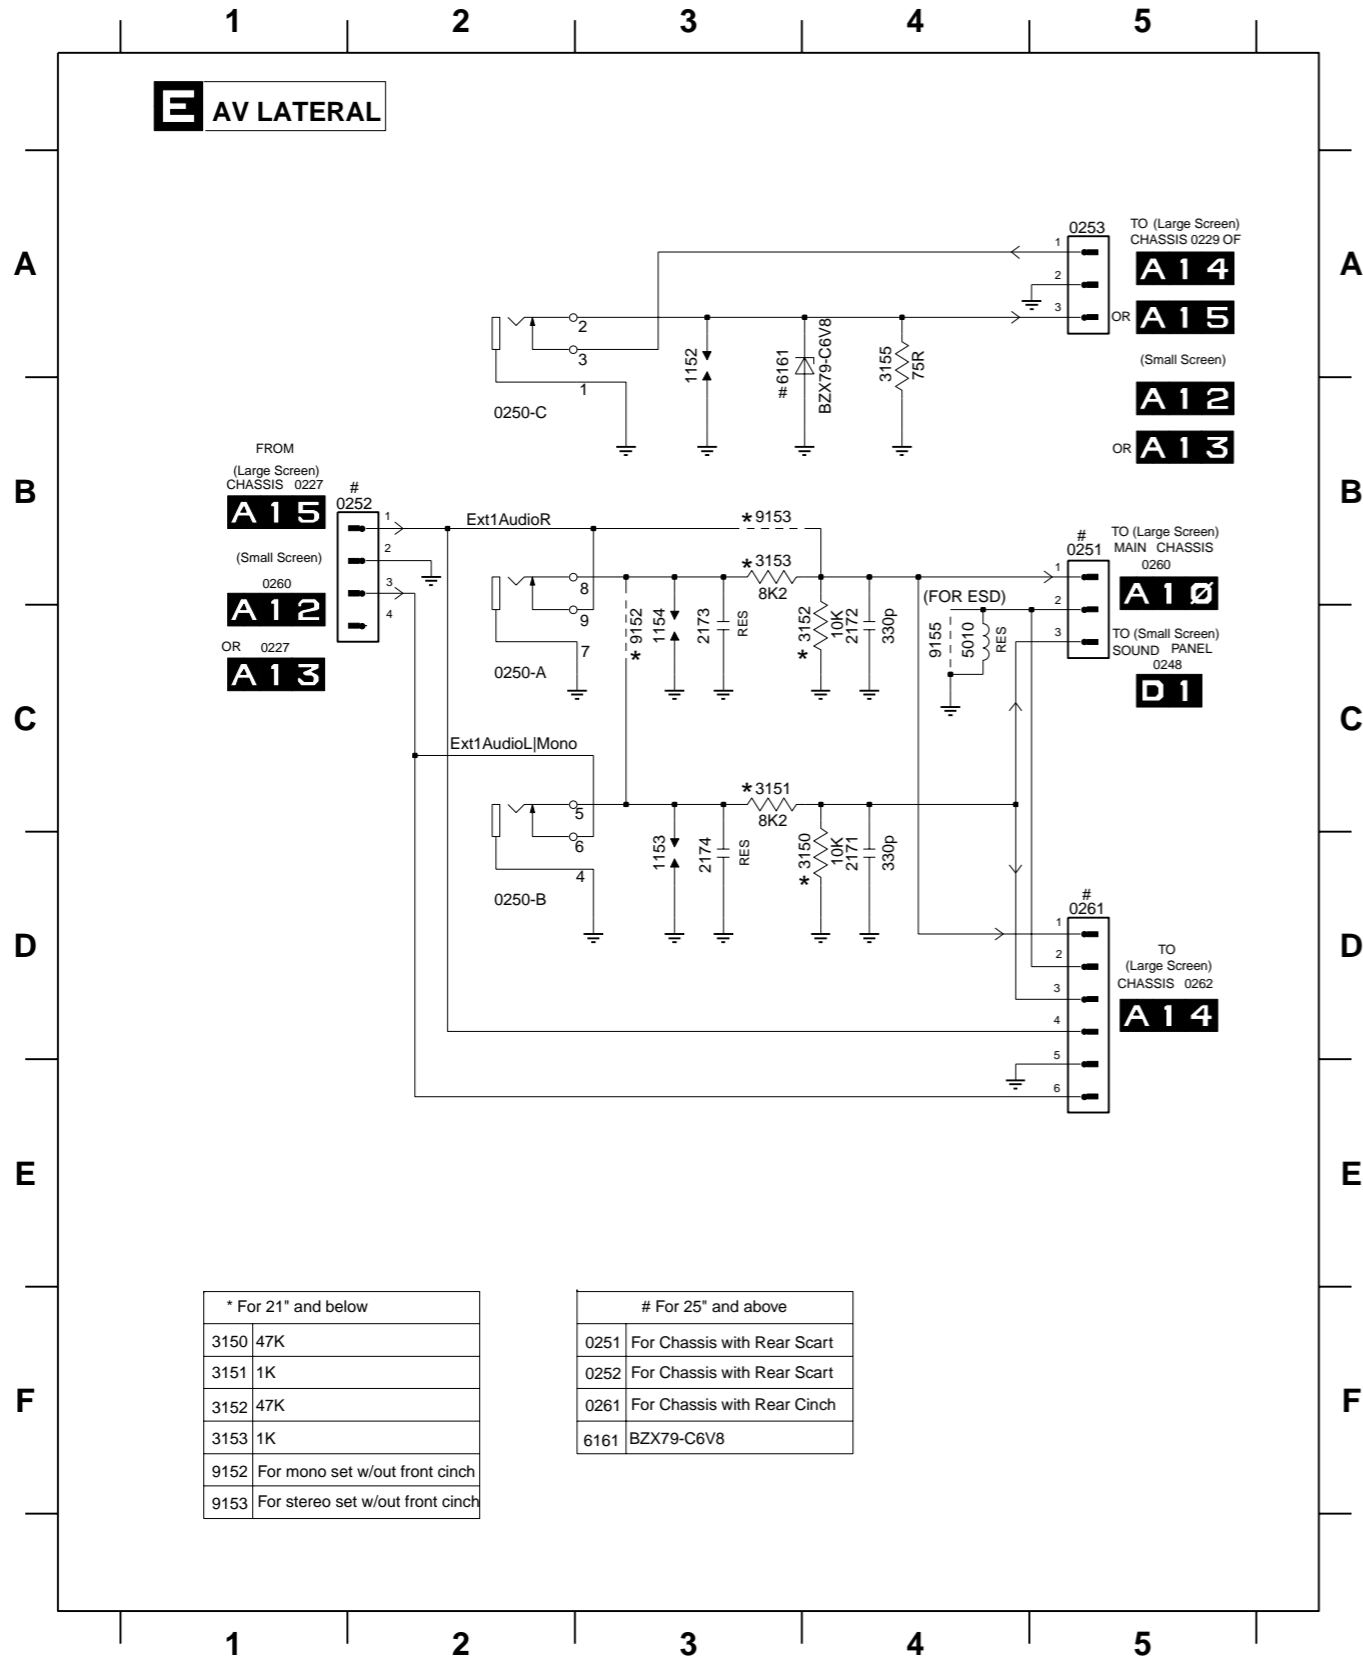 1 2 3 4 5
E AV LATERAL
A A
0253
1
2
3
TO (Large Screen)
CHASSIS 0229 OF
A14
OR A15
(Small Screen)
A12
OR A13
2
3
1
0250-C
1152
# 6161
BZX79-C6V8
3155
75R
B B
FROM
(Large Screen)
CHASSIS 0227
A15
(Small Screen)
0260
A12
OR 0227
A13
#
0252
1
2
3
4
Ext1AudioR
* 9153
* 3153
8K2
8
9
7
0250-A
* 9152
1154
2173
RES
* 3152
10K
2172
330p
(FOR ESD)
9155
5010
RES
#
0251
1
2
3
TO (Large Screen)
MAIN CHASSIS
0260
A1Ø
TO (Small Screen)
SOUND PANEL
0248
D1
C C
Ext1AudioL|Mono
* 3151
8K2
5
6
4
0250-B
1153
2174
RES
* 3150
10K
2171
330p
D D
#
0261
1
2
3
4
5
6
TO
(Large Screen)
CHASSIS 0262
A14
E E
* For 21" and below
3150 47K
3151 1K
3152 47K
3153 1K
9152 For mono set w/out front cinch
9153 For stereo set w/out front cinch
# For 25" and above
0251 For Chassis with Rear Scart
0252 For Chassis with Rear Scart
0261 For Chassis with Rear Cinch
6161 BZX79-C6V8
F F
1 2 3 4 5